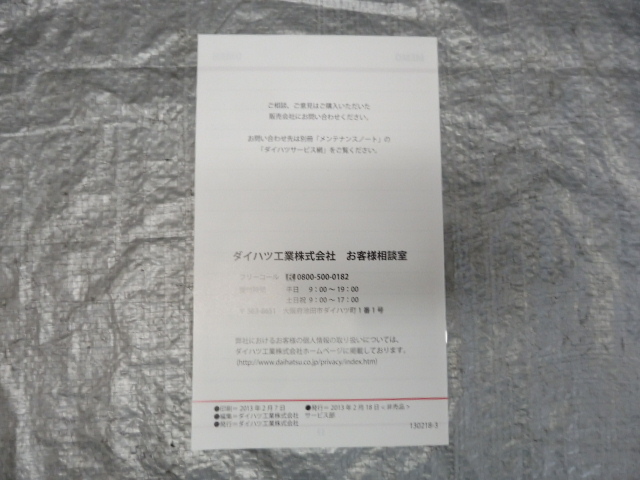 ご相談、ご意見はご購入いただいた
販売会社にお問い合わせください。
お問い合わせ先は別冊「メンテナンスノート」の
「ダイハツサービス網」をご覧ください。
ダイハツ工業株式会社　お客様相談室
フリーコール 0800-500-0182
平日　9：00～19：00
土日祝 9：00～17：00
大阪府池田市ダイハツ町1番1号
弊社におけるお客様の個人情報の取り扱いについては、
ダイハツ工業株式会社ホームページに掲載しております。
(http://www.daihatsu.co.jp/privacy/index.htm)
●印刷＝2013年2月7日　●発行＝2013年2月18日＜非売品＞
●編集＝ダイハツ工業株式会社　サービス部
●発行＝ダイハツ工業株式会社
130218-3